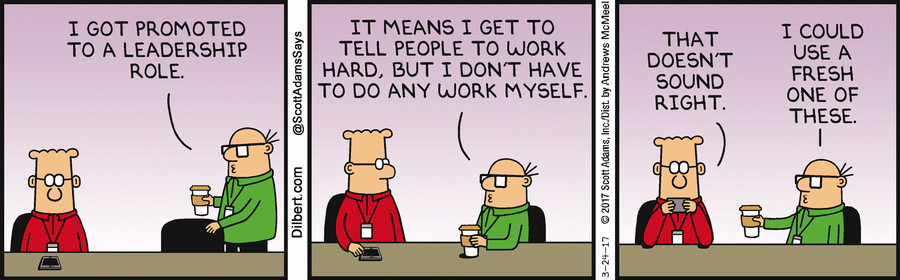 I GOT PROMOTED
TO A LEADERSHIP
ROLE.
Dilbert.com @ScottAdamsSays
IT MEANS I GET TO
TELL PEOPLE TO WORK
HARD, BUT I DON'T HAVE
TO DO ANY WORK MYSELF.
3-24-17 © 2017 Scott Adams, Inc./Dist. by Andrews McMeel
THAT
DOESN'T
SOUND
RIGHT.
I COULD
USE A
FRESH
ONE OF
THESE.